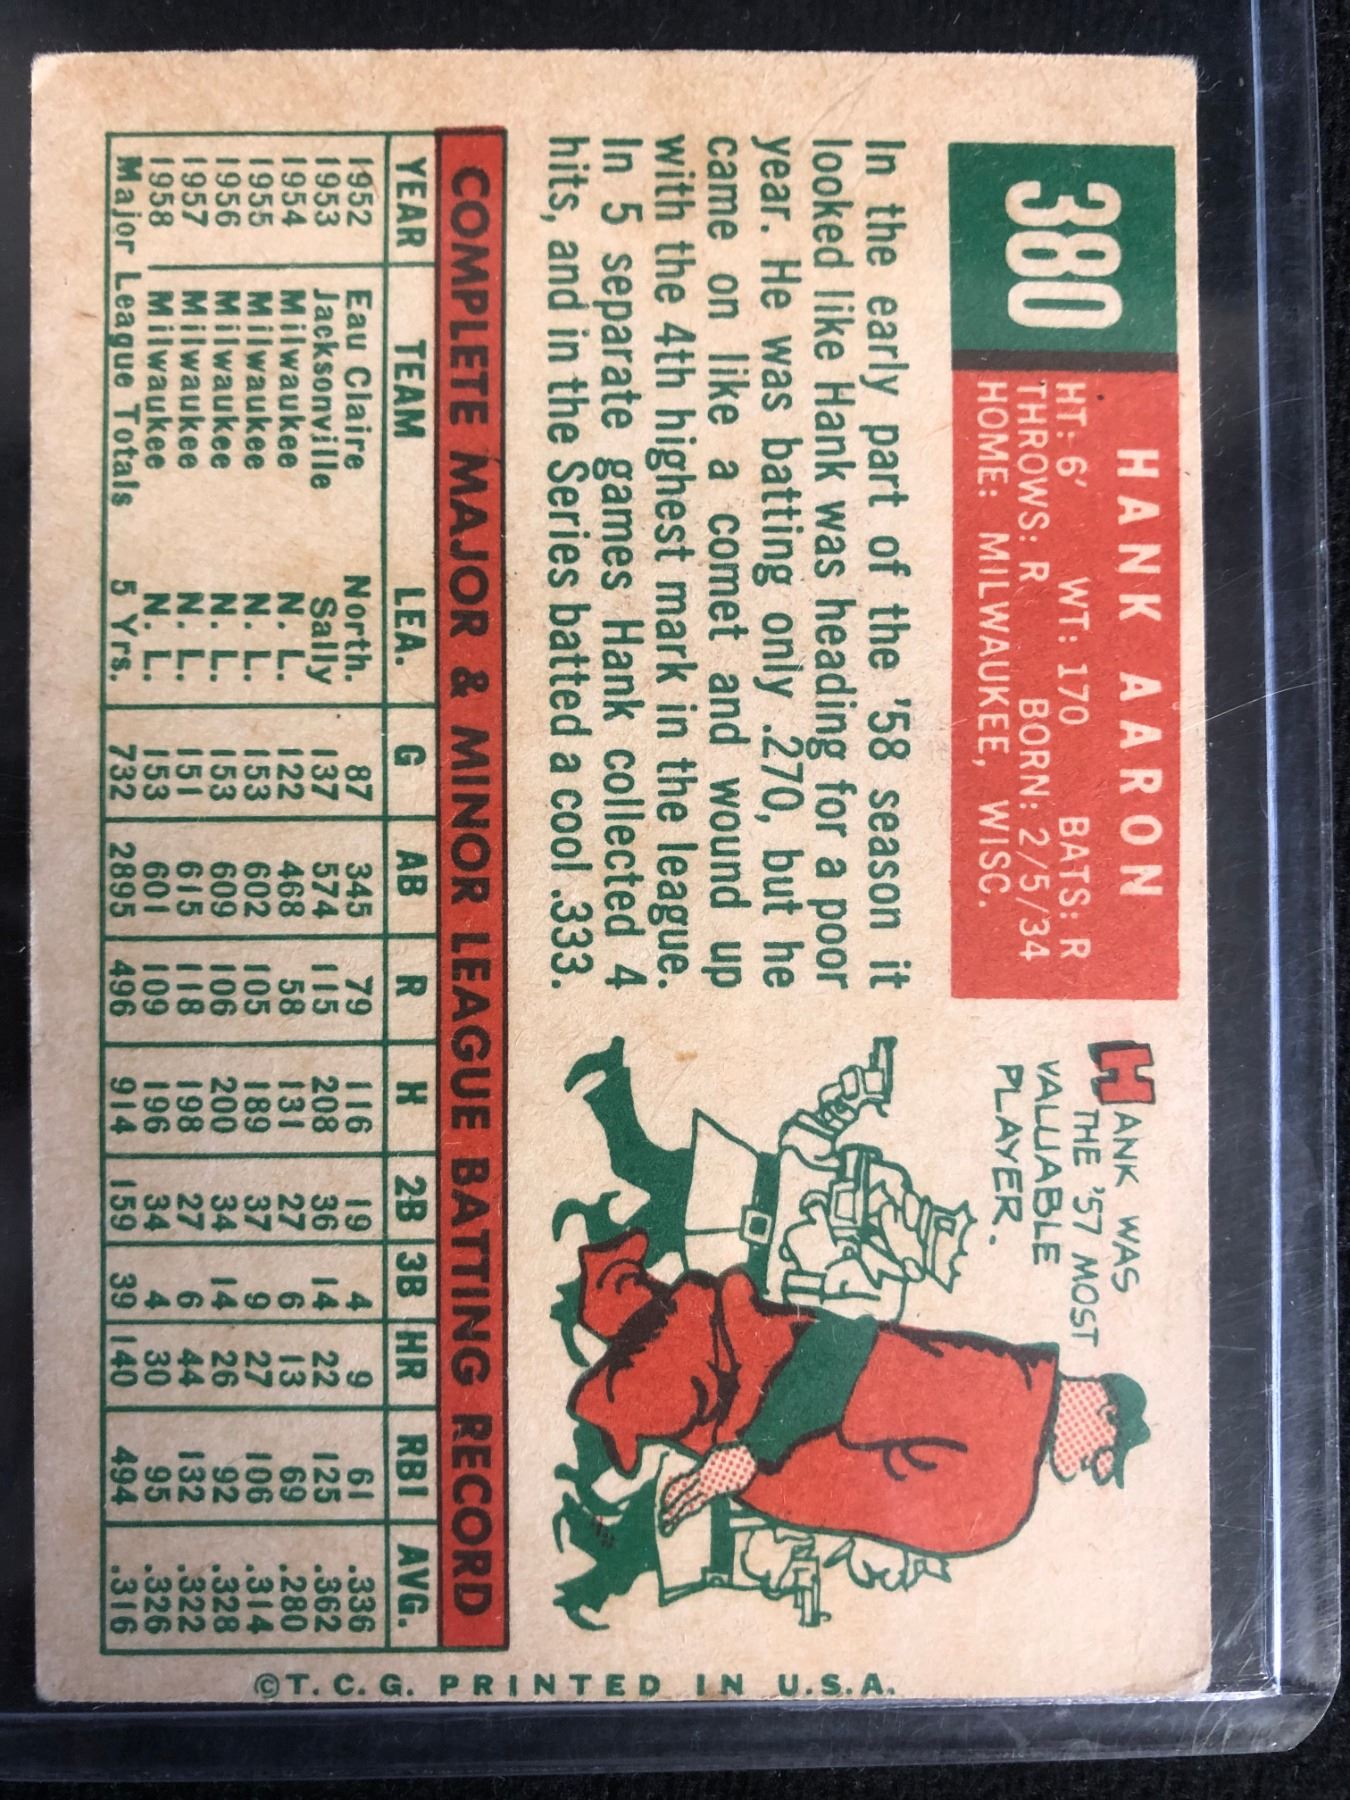 380
HANK AARON
HT: 6' WT: 170 BATS: R
THROWS: R BORN: 2/5/34
HOME: MILWAUKEE, WISC.
HANK WAS
THE '57 MOST
VALUABLE
PLAYER.
In the early part of the '58 season it
looked like Hank was heading for a poor
year. He was batting only .270, but he
came on like a comet and wound up
with the 4th highest mark in the league.
In 5 separate games Hank collected 4
hits, and in the Series batted a cool .333.
COMPLETE MAJOR & MINOR LEAGUE BATTING RECORD
YEAR TEAM LEA. G AB R H 2B 3B HR RBI AVG.
1952 Eau Claire North. 87 345 79 116 19 4 9 61 .336
1953 Jacksonville Sally 137 574 115 208 36 14 22 125 .362
1954 Milwaukee N. L. 122 468 58 131 27 6 13 69 .280
1955 Milwaukee N. L. 153 602 105 189 37 9 27 106 .314
1956 Milwaukee N. L. 153 609 106 200 34 14 26 92 .328
1957 Milwaukee N. L. 151 615 118 198 27 6 44 132 .322
1958 Milwaukee N. L. 153 601 109 196 34 4 30 95 .326
Major League Totals 5 Yrs. 732 2895 496 914 159 39 140 494 .316
©T. C. G. PRINTED IN U.S.A.